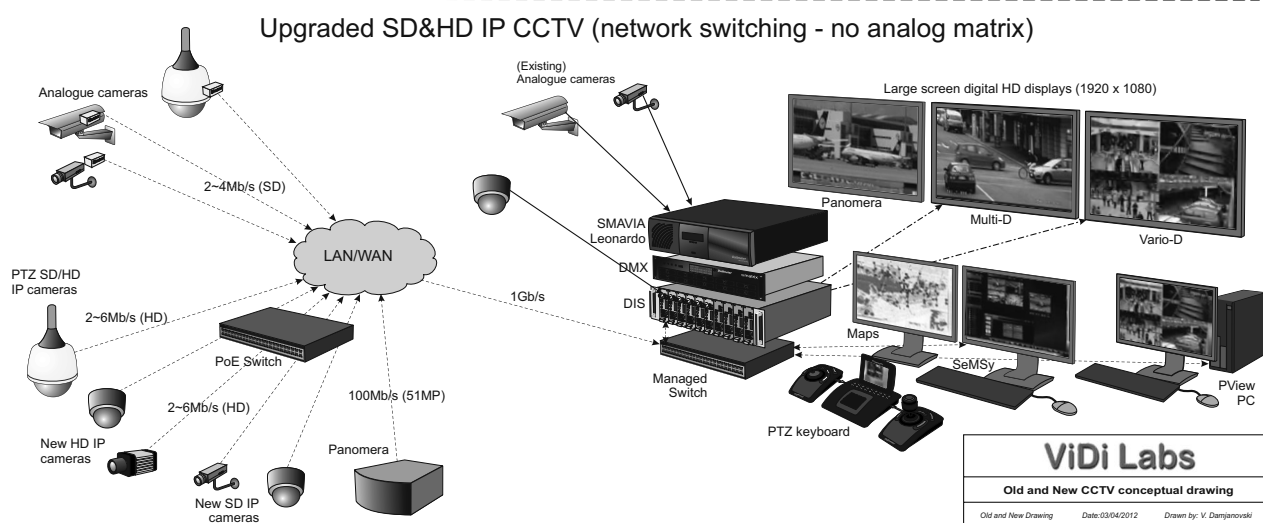 Upgraded SD&HD IP CCTV (network switching - no analog matrix)
Analogue cameras
(Existing)
Analogue cameras
Large screen digital HD displays (1920 x 1080)
2~4Mb/s (SD)
Panomera
Multi-D
Vario-D
SMAVIA
Leonardo
LAN/WAN
DMX
PTZ SD/HD
IP cameras
1Gb/s
DIS
2~6Mb/s (HD)
Maps
PoE Switch
SeMSy
Managed
Switch
PView
PC
2~6Mb/s (HD)
100Mb/s (51MP)
PTZ keyboard
New HD IP
cameras
Panomera
New SD IP
cameras
ViDi Labs
Old and New CCTV conceptual drawing
Old and New Drawing Date:03/04/2012 Drawn by: V. Damjanovski